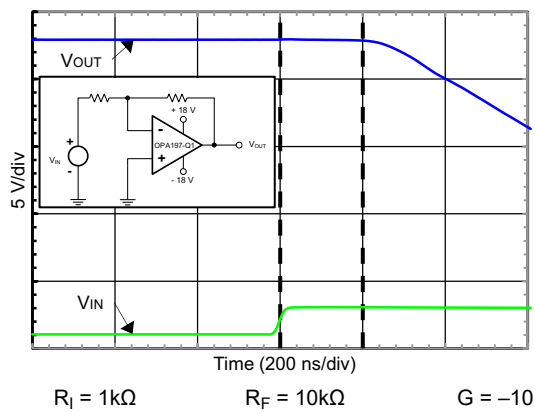 VOUT
+ 18 V
-
OPA197-Q1
+
- 18 V
VOUT
+
VIN
-
5 V/div
VIN
Time (200 ns/div)
RI = 1kΩ RF = 10kΩ G = –10